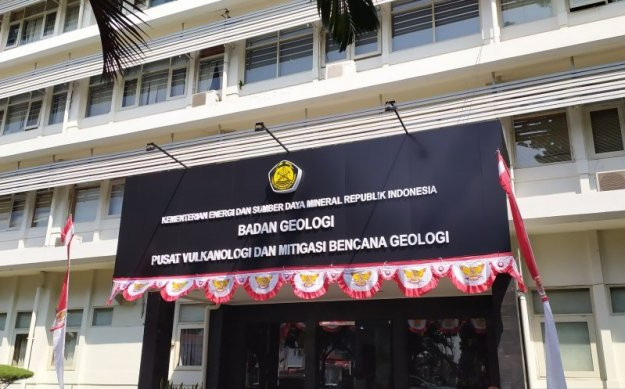 KEMENTERIAN ENERGI DAN SUMBER DAYA MINERAL REPUBLIK INDONESIA
BADAN GEOLOGI
PUSAT VULKANOLOGI DAN MITIGASI BENCANA GEOLOGI